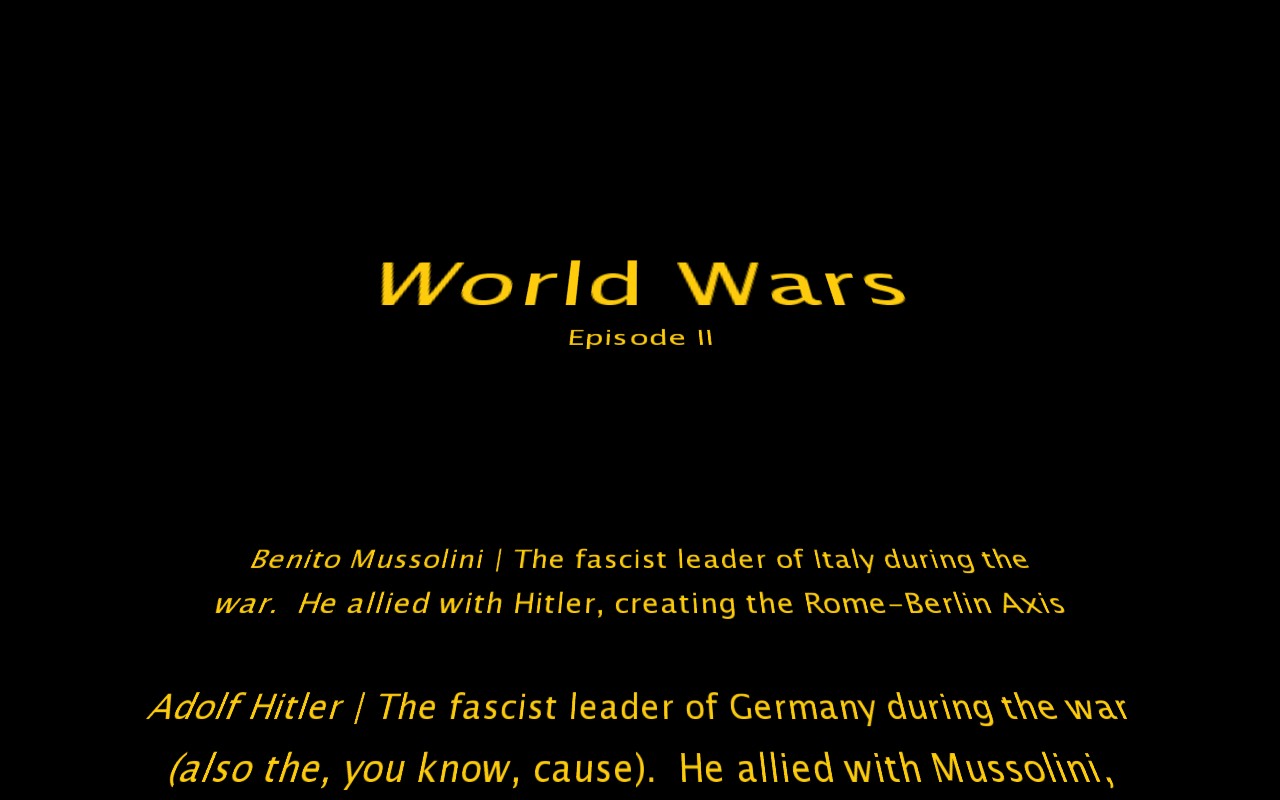 World Wars
Episode II
Benito Mussolini | The fascist leader of Italy during the
war.  He allied with Hitler, creating the Rome-Berlin Axis
Adolf Hitler | The fascist leader of Germany during the war
(also the, you know, cause).  He allied with Mussolini,